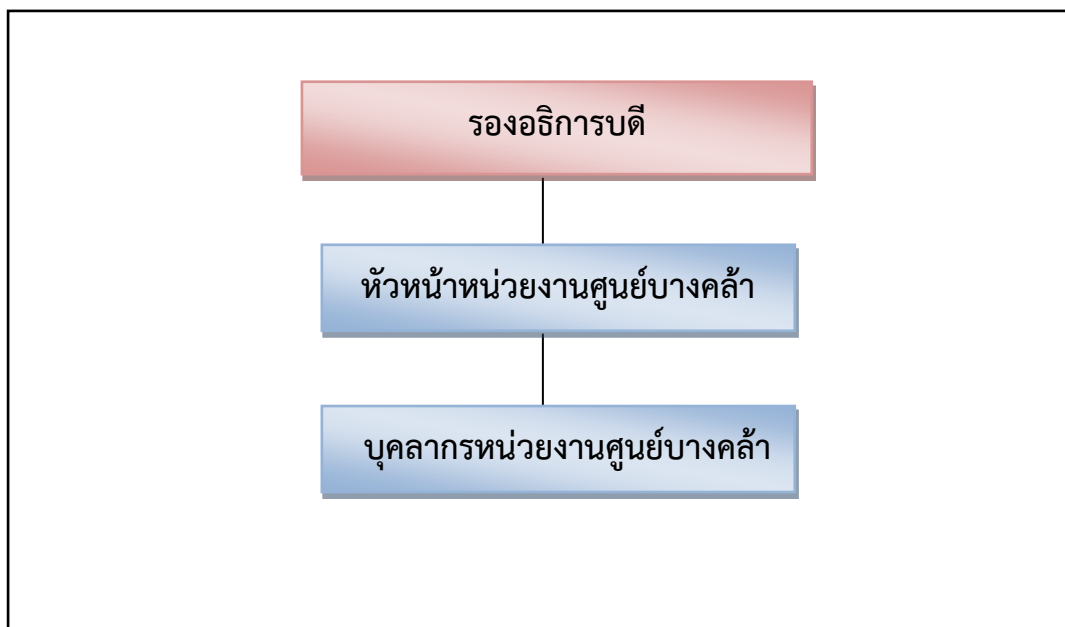 รองอธิการบดี
หัวหน้าหน่วยงานศูนย์บางคล้า
บุคลากรหน่วยงานศูนย์บางคล้า